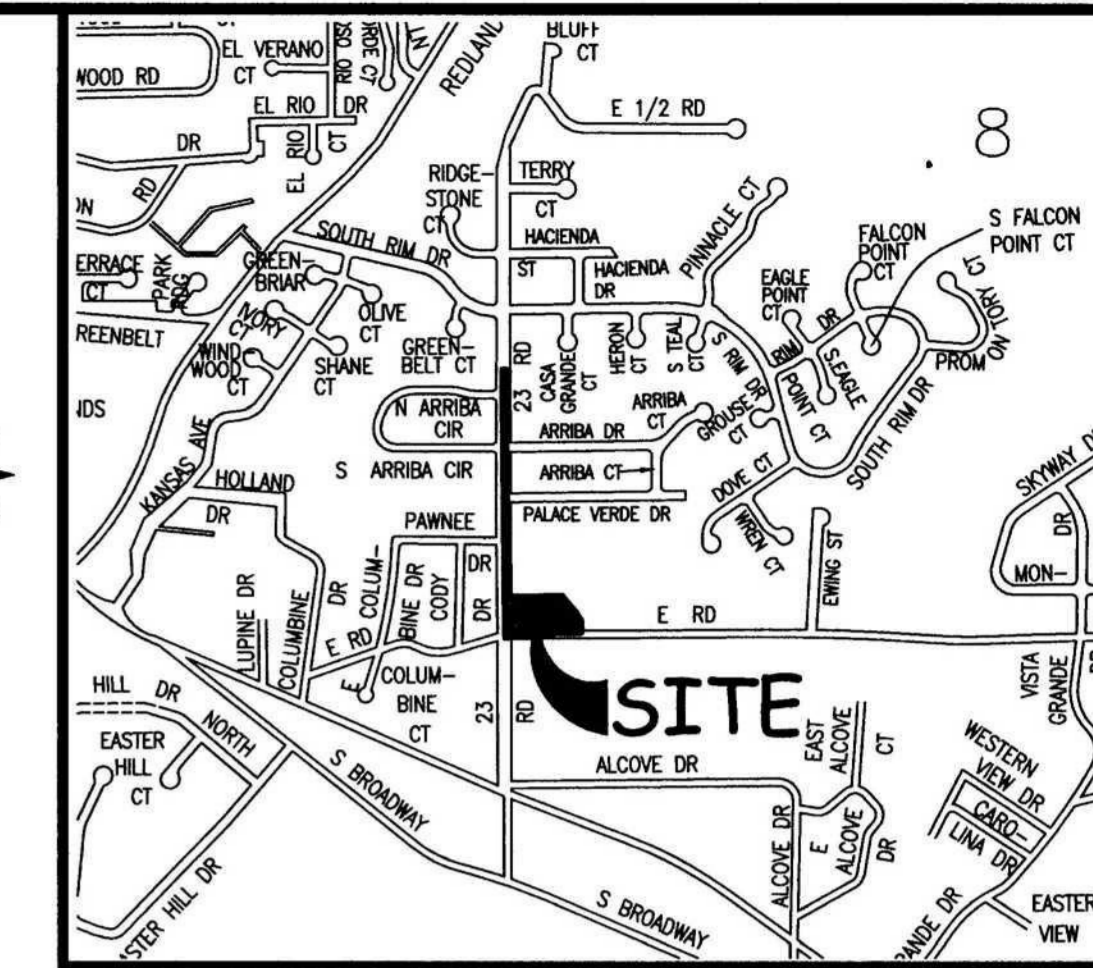 BLUFF
CT
REDLAND
EL VERANO
CT
RIO
WOOD RD
EL RIO DR
EL RIO
CT
DR
RD
E 1/2 RD
8
RIDGE-
STONE
CT
TERRY
CT
SOUTH RIM DR
HACIENDA
ST
HACIENDA
DR
PINNACLE CT
FALCON
POINT
CT
S FALCON
POINT CT
EAGLE
POINT
CT
PARK
GREEN-
BRIAR
IVORY
CT
OLIVE
CT
WIND-
WOOD
CT
SHANE
CT
GREEN-
BELT CT
23 RD
CASA
GRANDE
CT
HERON
CT
S TEAL
CT
S RIM DR
RIM DR
S.EAGLE
POINT CT
PROMONTORY CT
REENBELT
NDS
KANSAS AVE
N ARRIBA
CIR
S ARRIBA CIR
ARRIBA
CT
ARRIBA DR
ARRIBA CT
GROUSE
CT
DOVE CT
SOUTH RIM DR
SKYWAY
HOLLAND
DR
PAWNEE
DR
PALACE VERDE DR
WREN CT
EWING ST
DR
MON-
LUPINE DR
COLUMBINE
DR
COLUM-
BINE DR
CODY
DR
E RD
E RD
COLUM-
BINE
CT
E
23 RD
SITE
VISTA
GRANDE
HILL DR
NORTH
EASTER
HILL
CT
S BROADWAY
ALCOVE DR
EAST
ALCOVE
CT
WESTERN
VIEW DR
CARO-
LINA DR
ALCOVE DR
E
ALCOVE
DR
STER HILL DR
S BROADWAY
ANDE DR
EASTER
VIEW